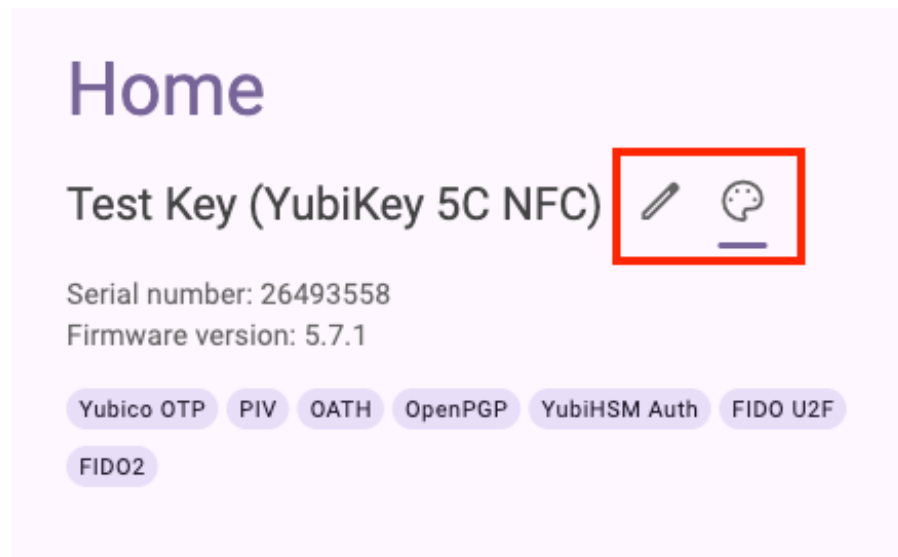 Home
Test Key (YubiKey 5C NFC)
Serial number: 26493558
Firmware version: 5.7.1
Yubico OTP PIV OATH OpenPGP YubiHSM Auth FIDO U2F
FIDO2